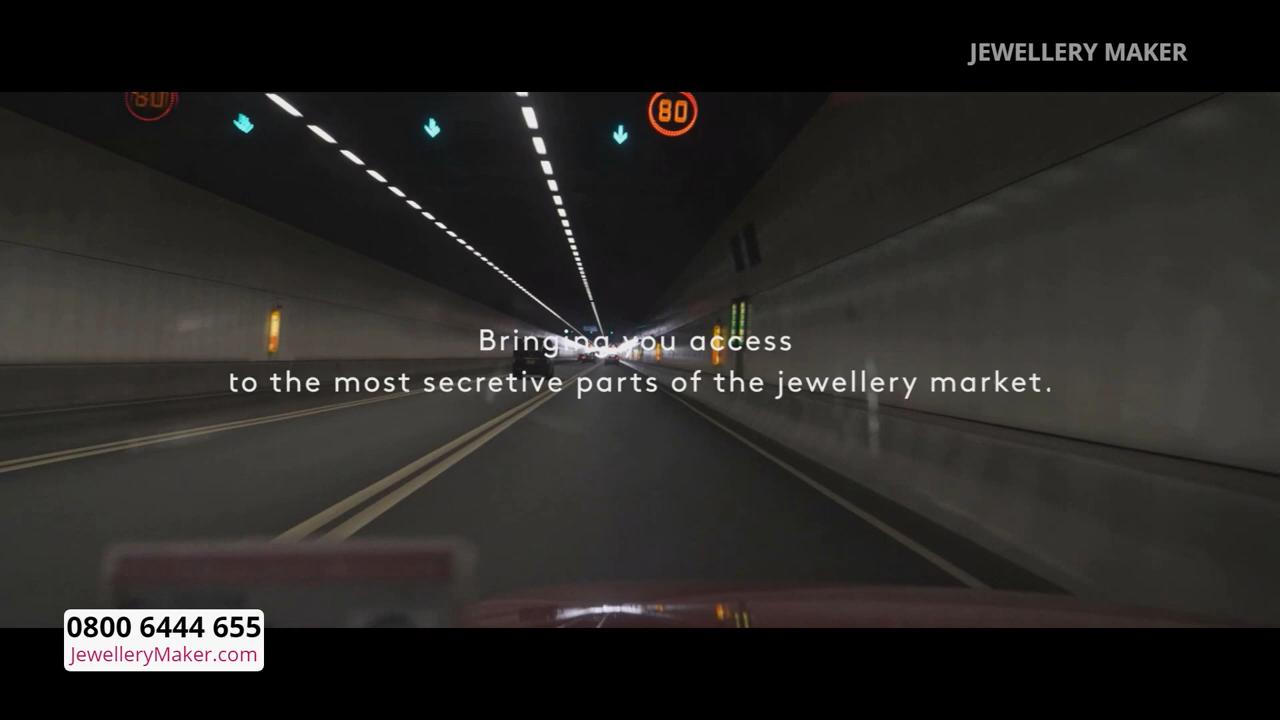 JEWELLERY MAKER
80 80
Bringing you access
to the most secretive parts of the jewellery market.
0800 6444 655
JewelleryMaker.com